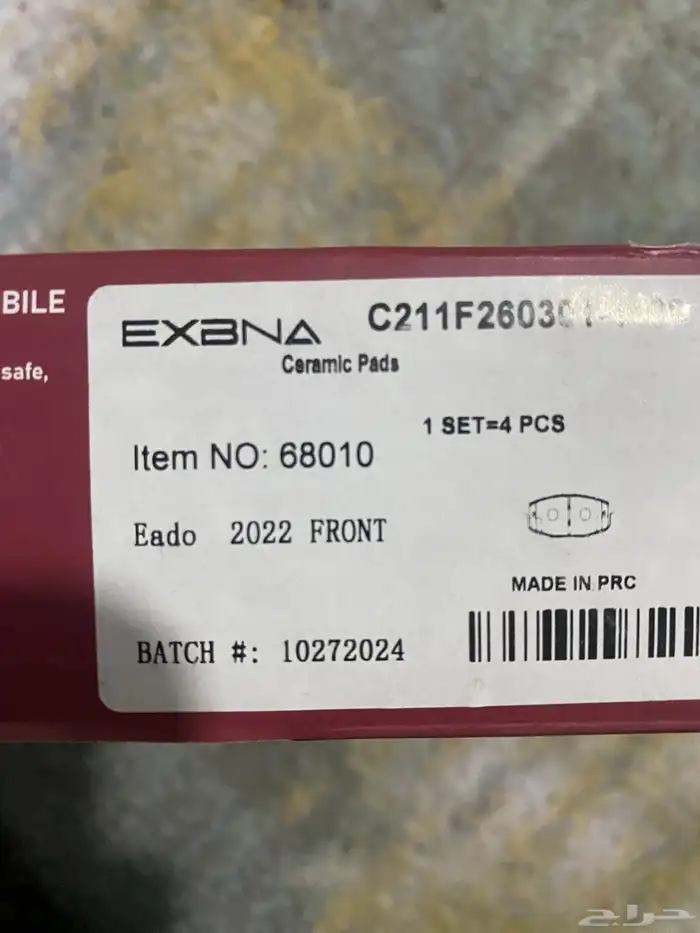 BILE
safe,
EXBNA
Ceramic Pads
1 SET=4 PCS
Item NO: 68010
Eado 2022 FRONT
MADE IN PRC
BATCH #: 10272024
حراج